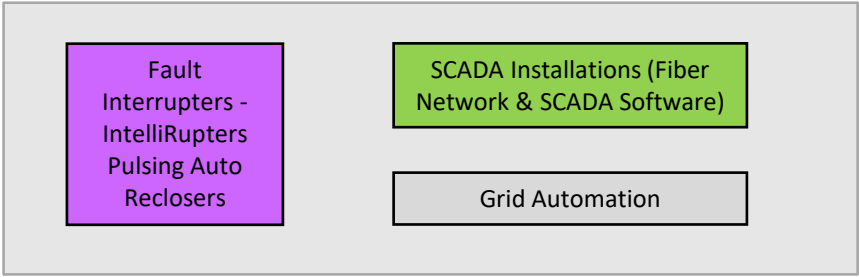 Fault
Interrupters -
IntelliRupters
Pulsing Auto
Reclosers
SCADA Installations (Fiber
Network & SCADA Software)
Grid Automation